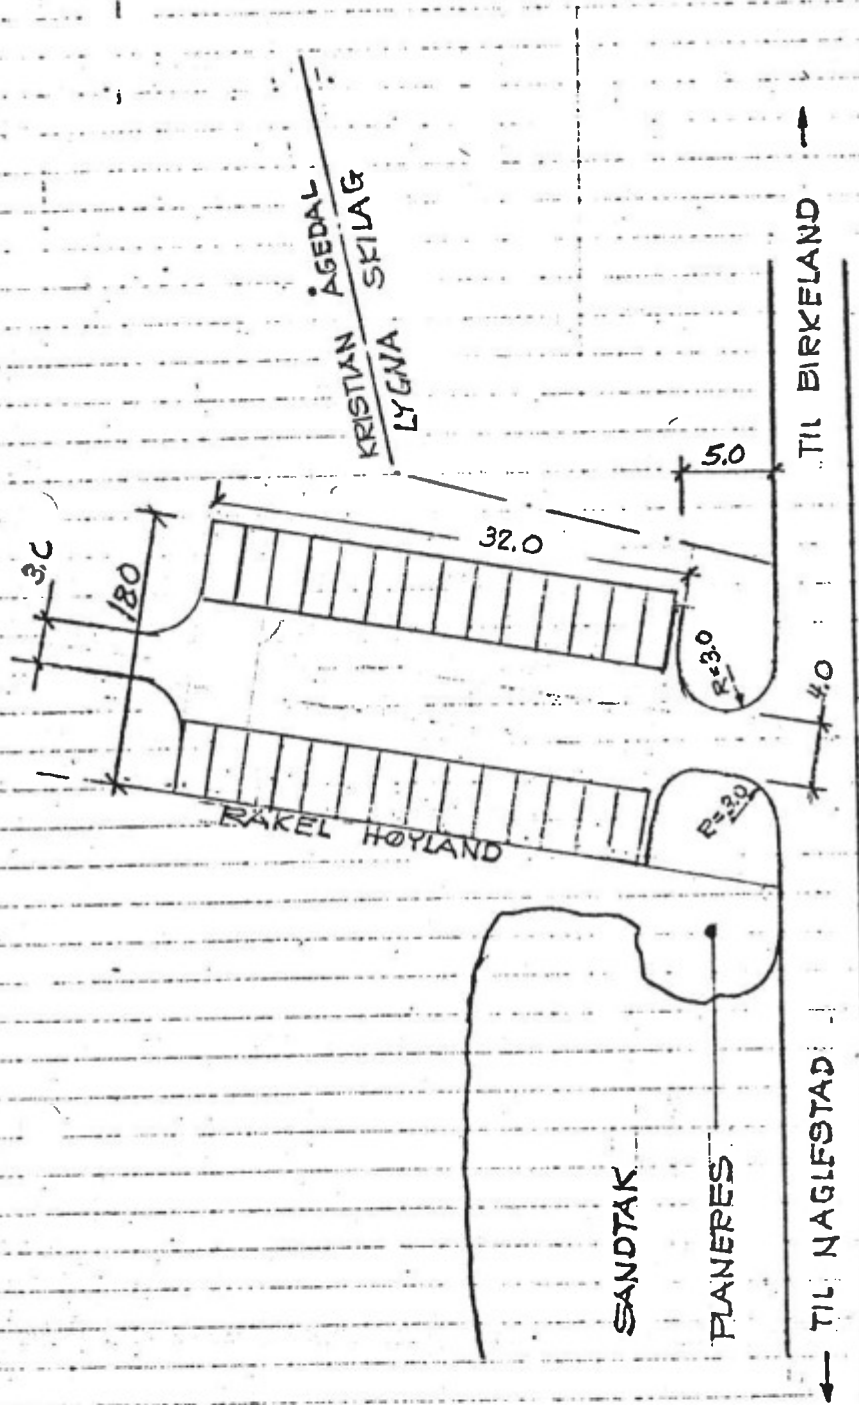 KRISTIAN ÅGEDAL
LYGNA SKILAG
TIL BIRKELAND
3,0
180
32.0
5.0
R=3.0
4.0
R=3.0
RAKEL HØYLAND
SANDTAK
PLANERES
TIL NAGLESTAD